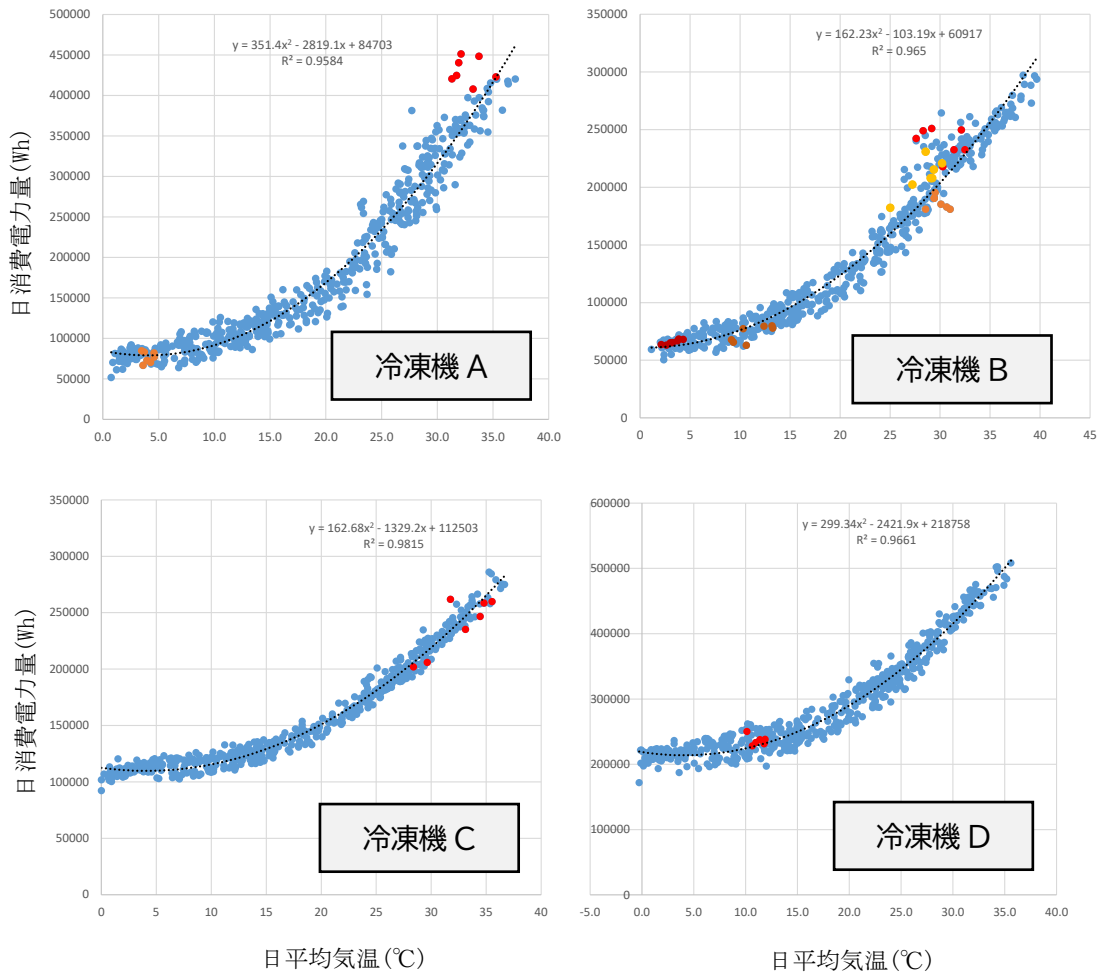 500000
450000
400000
350000
300000
250000
200000
150000
100000
50000
0
0.0 5.0 10.0 15.0 20.0 25.0 30.0 35.0 40.0
y = 351.4x² - 2819.1x + 84703
R² = 0.9584
冷凍機 A
日消費電力量(Wh)
350000
300000
250000
200000
150000
100000
50000
0
0 5 10 15 20 25 30 35 40 45
y = 162.23x² - 103.19x + 60917
R² = 0.965
冷凍機 B
350000
300000
250000
200000
150000
100000
50000
0
0 5 10 15 20 25 30 35 40
y = 162.68x² - 1329.2x + 112503
R² = 0.9815
冷凍機 C
日消費電力量(Wh)
日平均気温(℃)
600000
500000
400000
300000
200000
100000
0
-5.0 0.0 5.0 10.0 15.0 20.0 25.0 30.0 35.0 40.0
y = 299.34x² - 2421.9x + 218758
R² = 0.9661
冷凍機 D
日平均気温(℃)